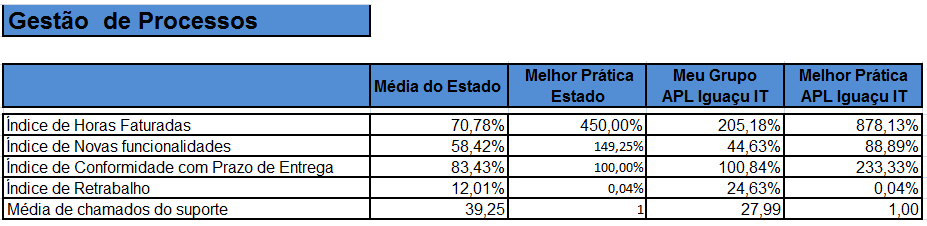 Gestão de Processos
Média do Estado Melhor Prática Estado Meu Grupo APL Iguaçu IT Melhor Prática APL Iguaçu IT
Índice de Horas Faturadas 70,78% 450,00% 205,18% 878,13%
Índice de Novas funcionalidades 58,42% 149,25% 44,63% 88,89%
Índice de Conformidade com Prazo de Entrega 83,43% 100,00% 100,84% 233,33%
Índice de Retrabalho 12,01% 0,04% 24,63% 0,04%
Média de chamados do suporte 39,25 1 27,99 1,00